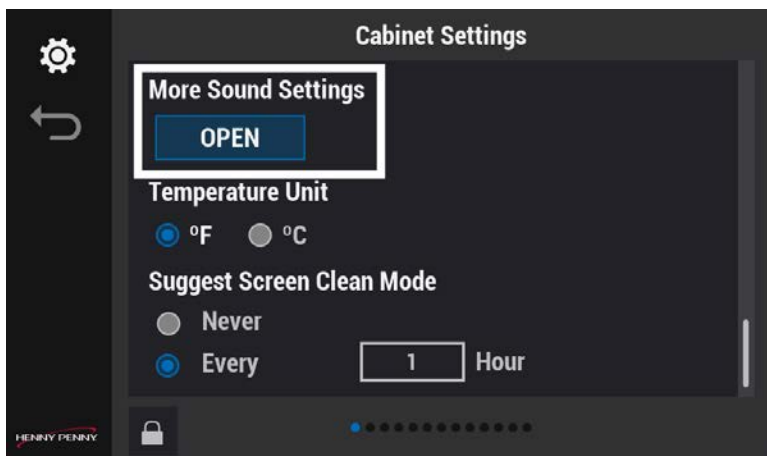 Cabinet Settings
More Sound Settings
OPEN
Temperature Unit
ºF ºC
Suggest Screen Clean Mode
Never
Every 1 Hour
HENNY PENNY